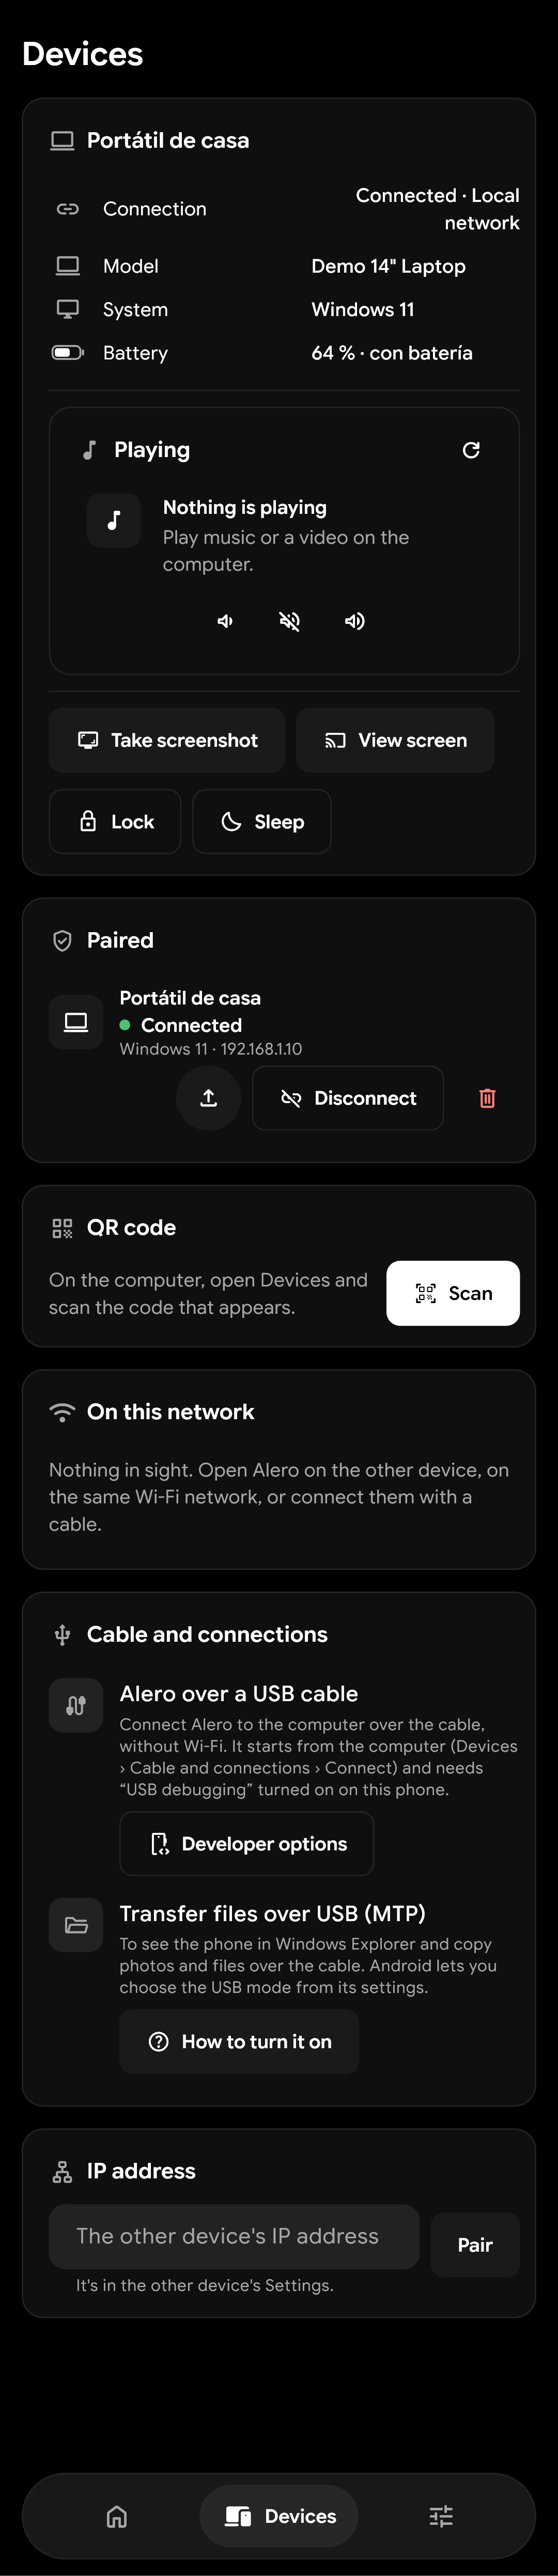 Devices
Portátil de casa
Connection
Connected · Local
network
Model
Demo 14" Laptop
System
Windows 11
Battery
64 % · con batería
Playing
Nothing is playing
Play music or a video on the
computer.
Take screenshot
View screen
Lock
Sleep
Paired
Portátil de casa
Connected
Windows 11 · 192.168.1.10
Disconnect
QR code
On the computer, open Devices and
scan the code that appears.
Scan
On this network
Nothing in sight. Open Alero on the other device, on
the same Wi-Fi network, or connect them with a
cable.
Cable and connections
Alero over a USB cable
Connect Alero to the computer over the cable,
without Wi-Fi. It starts from the computer (Devices
› Cable and connections › Connect) and needs
“USB debugging” turned on on this phone.
Developer options
Transfer files over USB (MTP)
To see the phone in Windows Explorer and copy
photos and files over the cable. Android lets you
choose the USB mode from its settings.
How to turn it on
IP address
The other device's IP address
Pair
It's in the other device's Settings.
Devices